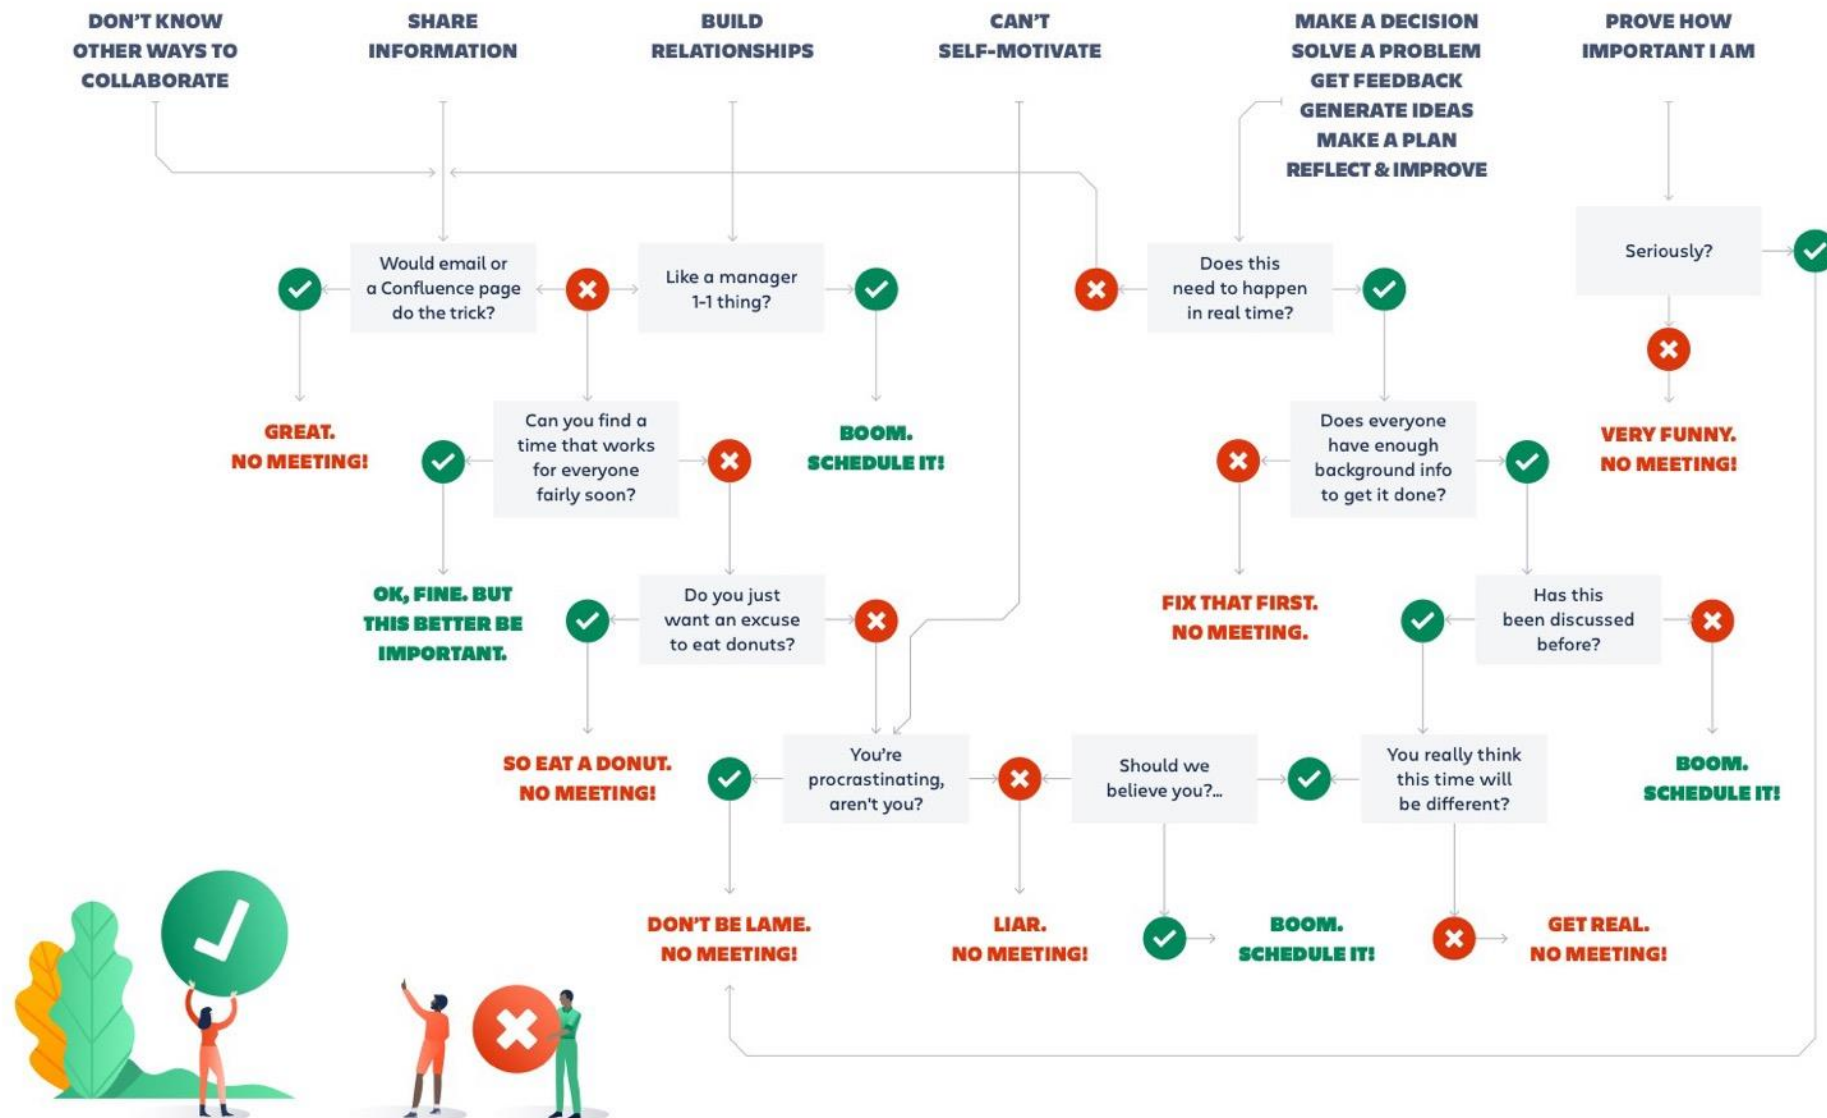 DON'T KNOW
OTHER WAYS TO
COLLABORATE
SHARE
INFORMATION
BUILD
RELATIONSHIPS
CAN'T
SELF-MOTIVATE
MAKE A DECISION
SOLVE A PROBLEM
GET FEEDBACK
GENERATE IDEAS
MAKE A PLAN
REFLECT & IMPROVE
PROVE HOW
IMPORTANT I AM
Would email or
a Confluence page
do the trick?
Like a manager
1-1 thing?
Does this
need to happen
in real time?
Seriously?
GREAT.
NO MEETING!
Can you find a
time that works
for everyone
fairly soon?
BOOM.
SCHEDULE IT!
Does everyone
have enough
background info
to get it done?
VERY FUNNY.
NO MEETING!
OK, FINE. BUT
THIS BETTER BE
IMPORTANT.
Do you just
want an excuse
to eat donuts?
FIX THAT FIRST.
NO MEETING.
Has this
been discussed
before?
SO EAT A DONUT.
NO MEETING!
You're
procrastinating,
aren't you?
Should we
believe you?...
You really think
this time will
be different?
BOOM.
SCHEDULE IT!
DON'T BE LAME.
NO MEETING!
LIAR.
NO MEETING!
BOOM.
SCHEDULE IT!
GET REAL.
NO MEETING!